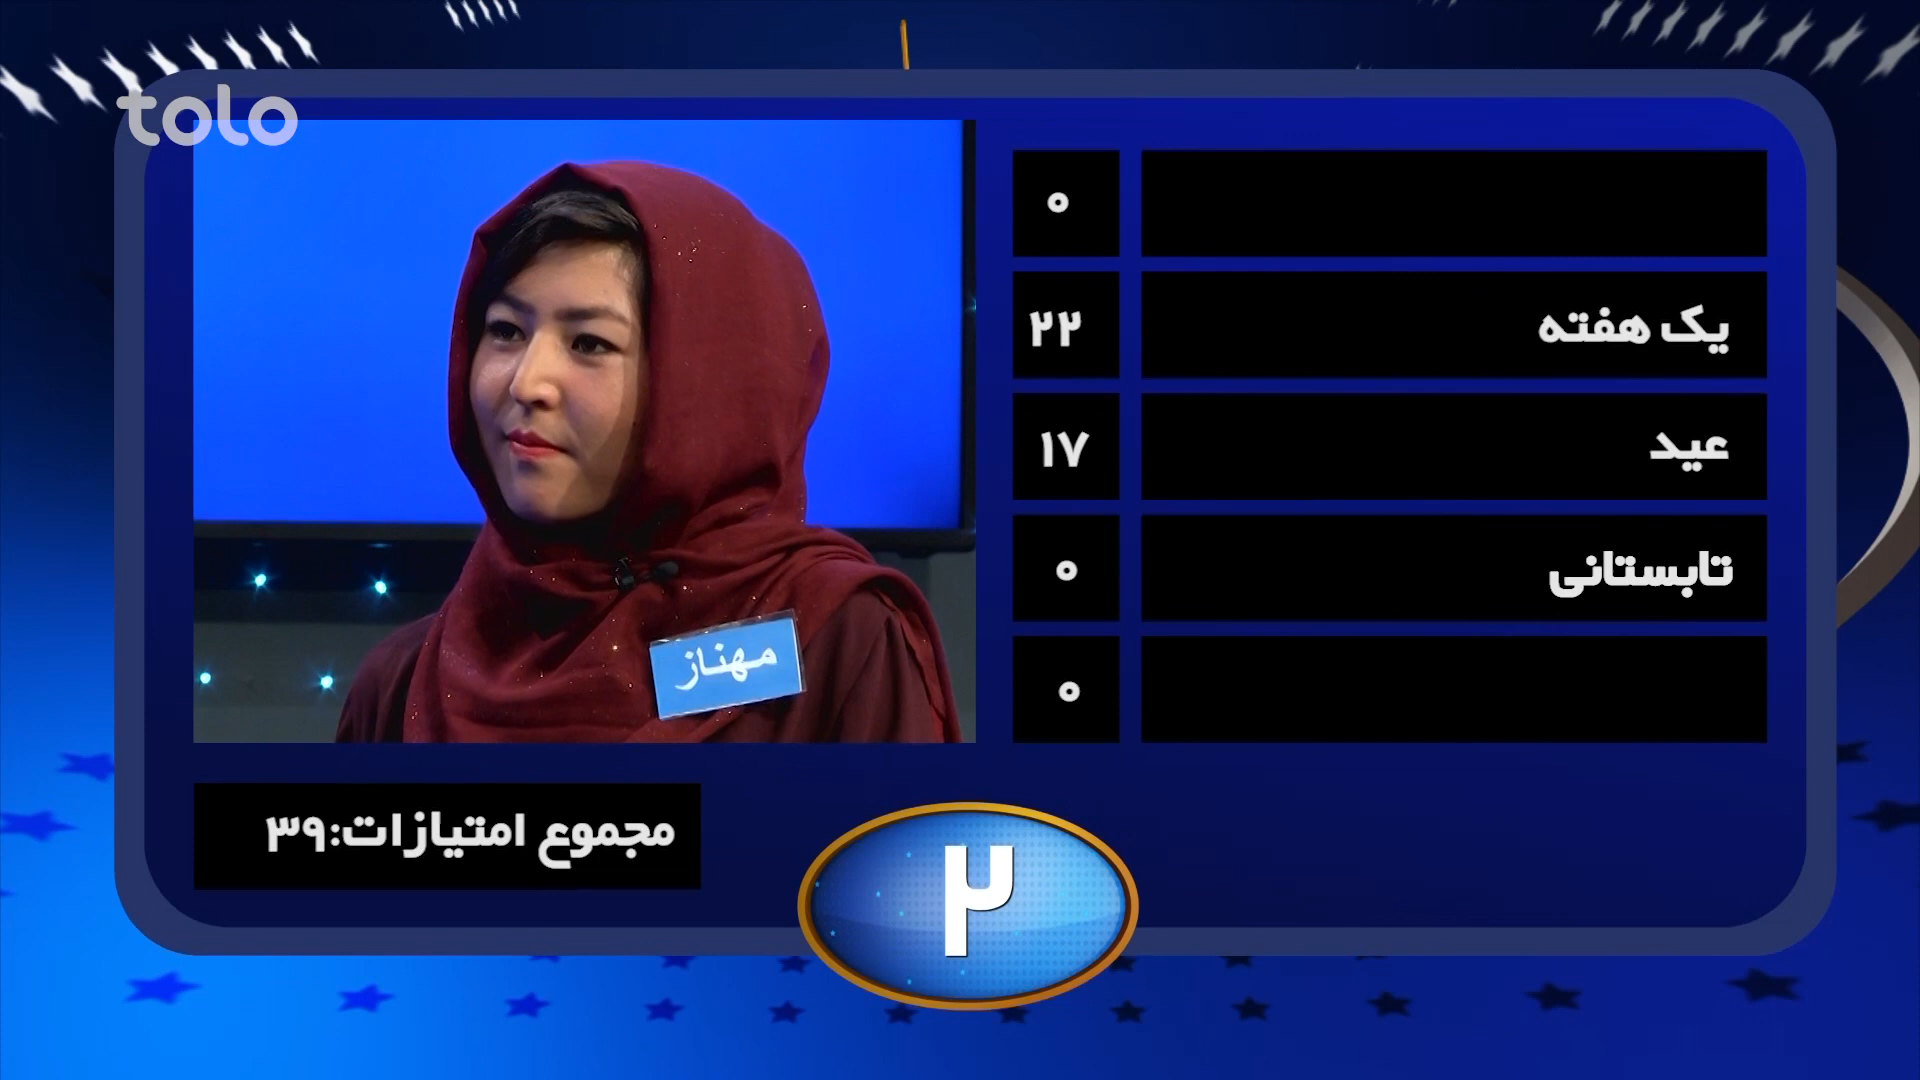 tolo
۰
یک هفته ۲۲
عید ۱۷
تابستانی ۰
۰
مهناز
مجموع امتیازات:۳۹
۲